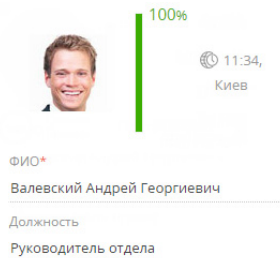 100%
11:34,
Киев
ФИО*
Валевский Андрей Георгиевич
Должность
Руководитель отдела